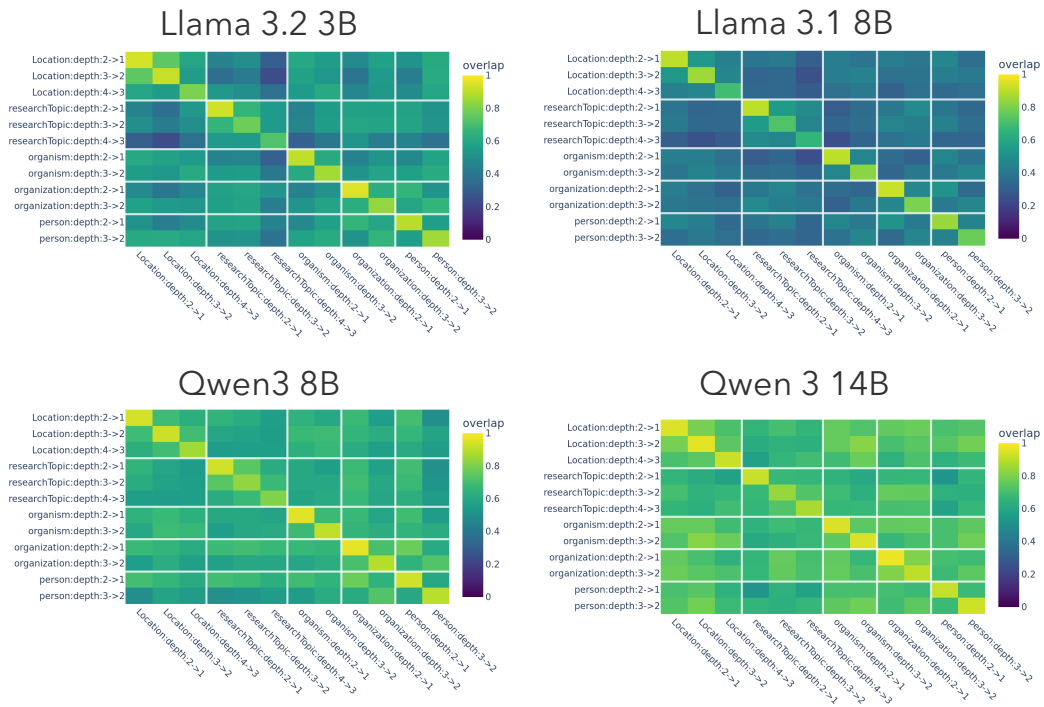 Llama 3.2 3B
Location:depth:2->1
Location:depth:3->2
Location:depth:4->3
researchTopic:depth:2->1
researchTopic:depth:3->2
researchTopic:depth:4->3
organism:depth:2->1
organism:depth:3->2
organization:depth:2->1
organization:depth:3->2
person:depth:2->1
person:depth:3->2
Location:depth:2->1
Location:depth:3->2
Location:depth:4->3
researchTopic:depth:2->1
researchTopic:depth:3->2
researchTopic:depth:4->3
organism:depth:2->1
organism:depth:3->2
organization:depth:2->1
organization:depth:3->2
person:depth:2->1
person:depth:3->2
overlap
1
0.8
0.6
0.4
0.2
0
Llama 3.1 8B
Location:depth:2->1
Location:depth:3->2
Location:depth:4->3
researchTopic:depth:2->1
researchTopic:depth:3->2
researchTopic:depth:4->3
organism:depth:2->1
organism:depth:3->2
organization:depth:2->1
organization:depth:3->2
person:depth:2->1
person:depth:3->2
Location:depth:2->1
Location:depth:3->2
Location:depth:4->3
researchTopic:depth:2->1
researchTopic:depth:3->2
researchTopic:depth:4->3
organism:depth:2->1
organism:depth:3->2
organization:depth:2->1
organization:depth:3->2
person:depth:2->1
person:depth:3->2
overlap
1
0.8
0.6
0.4
0.2
0
Qwen3 8B
Location:depth:2->1
Location:depth:3->2
Location:depth:4->3
researchTopic:depth:2->1
researchTopic:depth:3->2
researchTopic:depth:4->3
organism:depth:2->1
organism:depth:3->2
organization:depth:2->1
organization:depth:3->2
person:depth:2->1
person:depth:3->2
Location:depth:2->1
Location:depth:3->2
Location:depth:4->3
researchTopic:depth:2->1
researchTopic:depth:3->2
researchTopic:depth:4->3
organism:depth:2->1
organism:depth:3->2
organization:depth:2->1
organization:depth:3->2
person:depth:2->1
person:depth:3->2
overlap
1
0.8
0.6
0.4
0.2
0
Qwen 3 14B
Location:depth:2->1
Location:depth:3->2
Location:depth:4->3
researchTopic:depth:2->1
researchTopic:depth:3->2
researchTopic:depth:4->3
organism:depth:2->1
organism:depth:3->2
organization:depth:2->1
organization:depth:3->2
person:depth:2->1
person:depth:3->2
Location:depth:2->1
Location:depth:3->2
Location:depth:4->3
researchTopic:depth:2->1
researchTopic:depth:3->2
researchTopic:depth:4->3
organism:depth:2->1
organism:depth:3->2
organization:depth:2->1
organization:depth:3->2
person:depth:2->1
person:depth:3->2
overlap
1
0.8
0.6
0.4
0.2
0